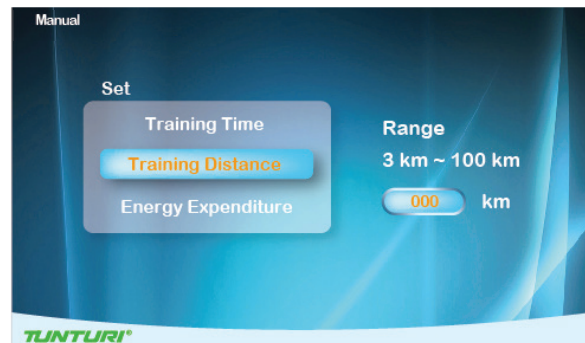 Manual
Set
Training Time
Training Distance
Energy Expenditure
Range
3 km ~ 100 km
000 km
TUNTURI®